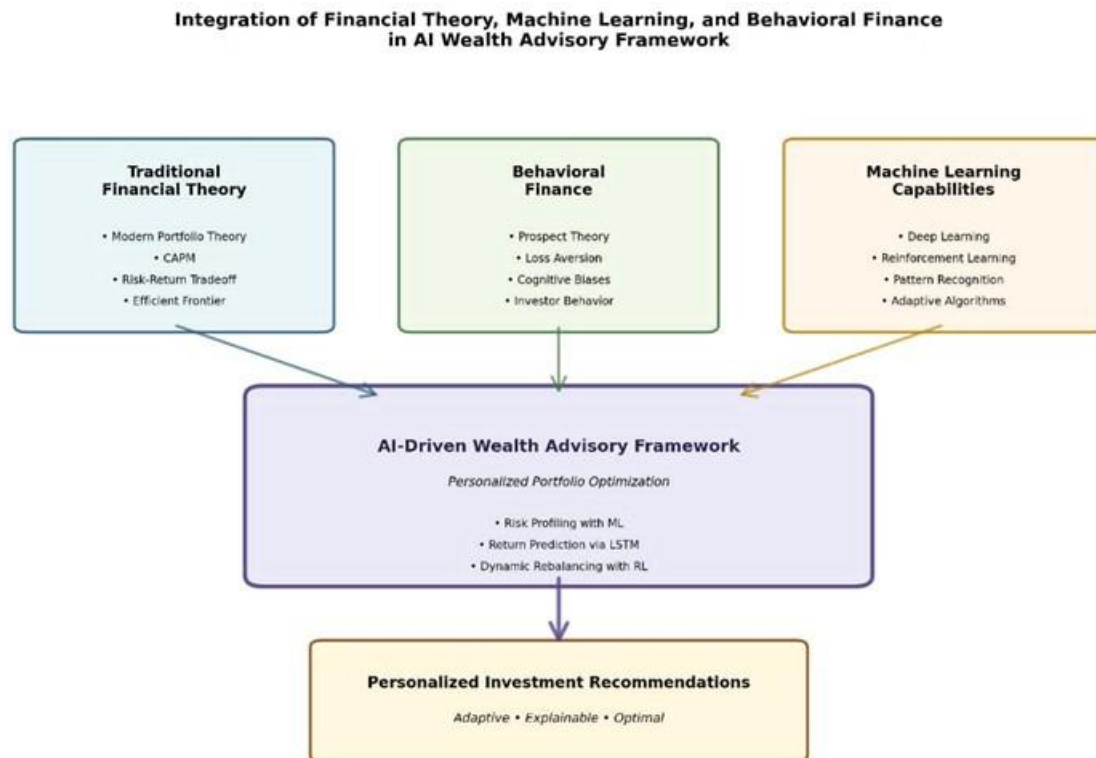 Integration of Financial Theory, Machine Learning, and Behavioral Finance
in AI Wealth Advisory Framework
Traditional
Financial Theory
• Modern Portfolio Theory
• CAPM
• Risk-Return Tradeoff
• Efficient Frontier
Behavioral
Finance
• Prospect Theory
• Loss Aversion
• Cognitive Biases
• Investor Behavior
Machine Learning
Capabilities
• Deep Learning
• Reinforcement Learning
• Pattern Recognition
• Adaptive Algorithms
AI-Driven Wealth Advisory Framework
Personalized Portfolio Optimization
• Risk Profiling with ML
• Return Prediction via LSTM
• Dynamic Rebalancing with RL
Personalized Investment Recommendations
Adaptive • Explainable • Optimal